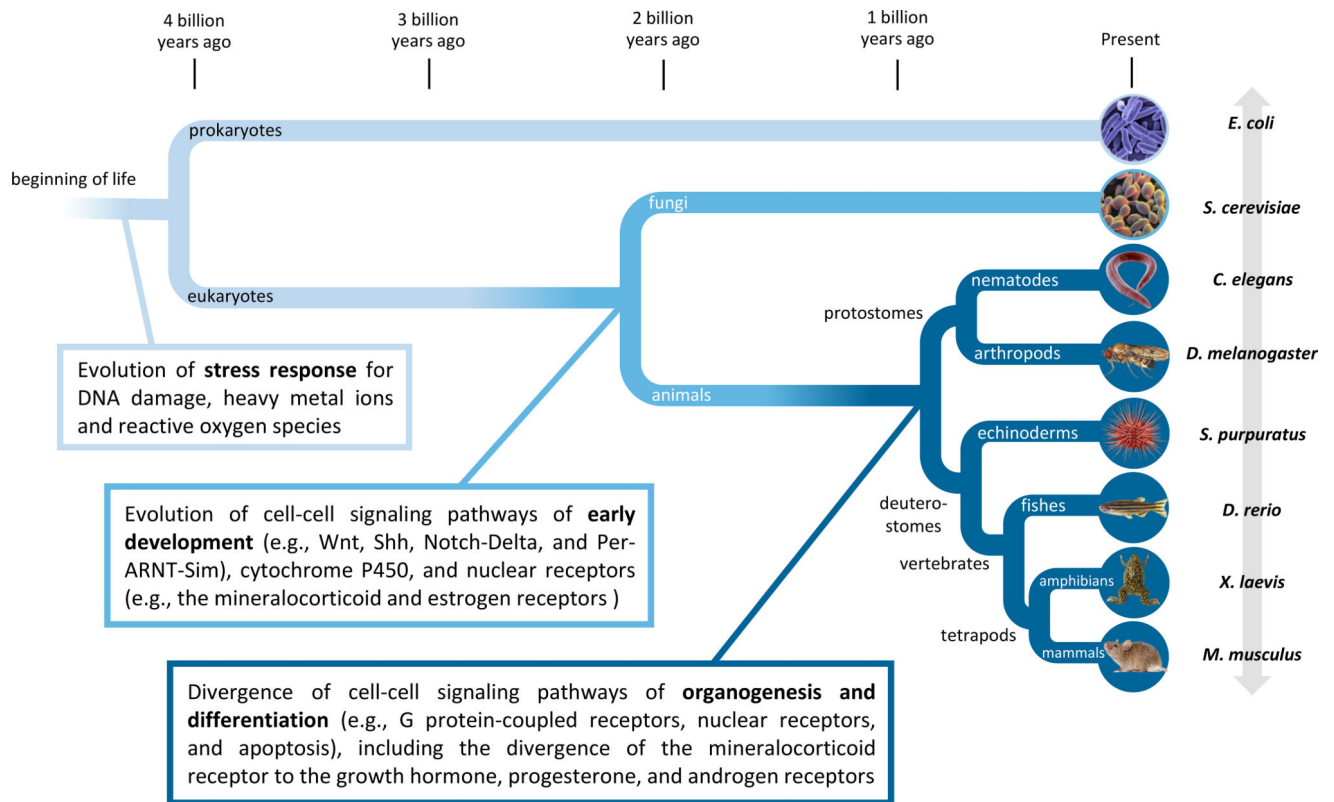 4 billion
years ago
3 billion
years ago
2 billion
years ago
1 billion
years ago
Present
prokaryotes
E. coli
beginning of life
fungi
S. cerevisiae
eukaryotes
nematodes
C. elegans
protostomes
arthropods
D. melanogaster
animals
echinoderms
S. purpuratus
deutero-
stomes
fishes
D. rerio
vertebrates
amphibians
X. laevis
tetrapods
mammals
M. musculus
Evolution of stress response for
DNA damage, heavy metal ions
and reactive oxygen species
Evolution of cell-cell signaling pathways of early
development (e.g., Wnt, Shh, Notch-Delta, and Per-
ARNT-Sim), cytochrome P450, and nuclear receptors
(e.g., the mineralocorticoid and estrogen receptors )
Divergence of cell-cell signaling pathways of organogenesis and
differentiation (e.g., G protein-coupled receptors, nuclear receptors,
and apoptosis), including the divergence of the mineralocorticoid
receptor to the growth hormone, progesterone, and androgen receptors